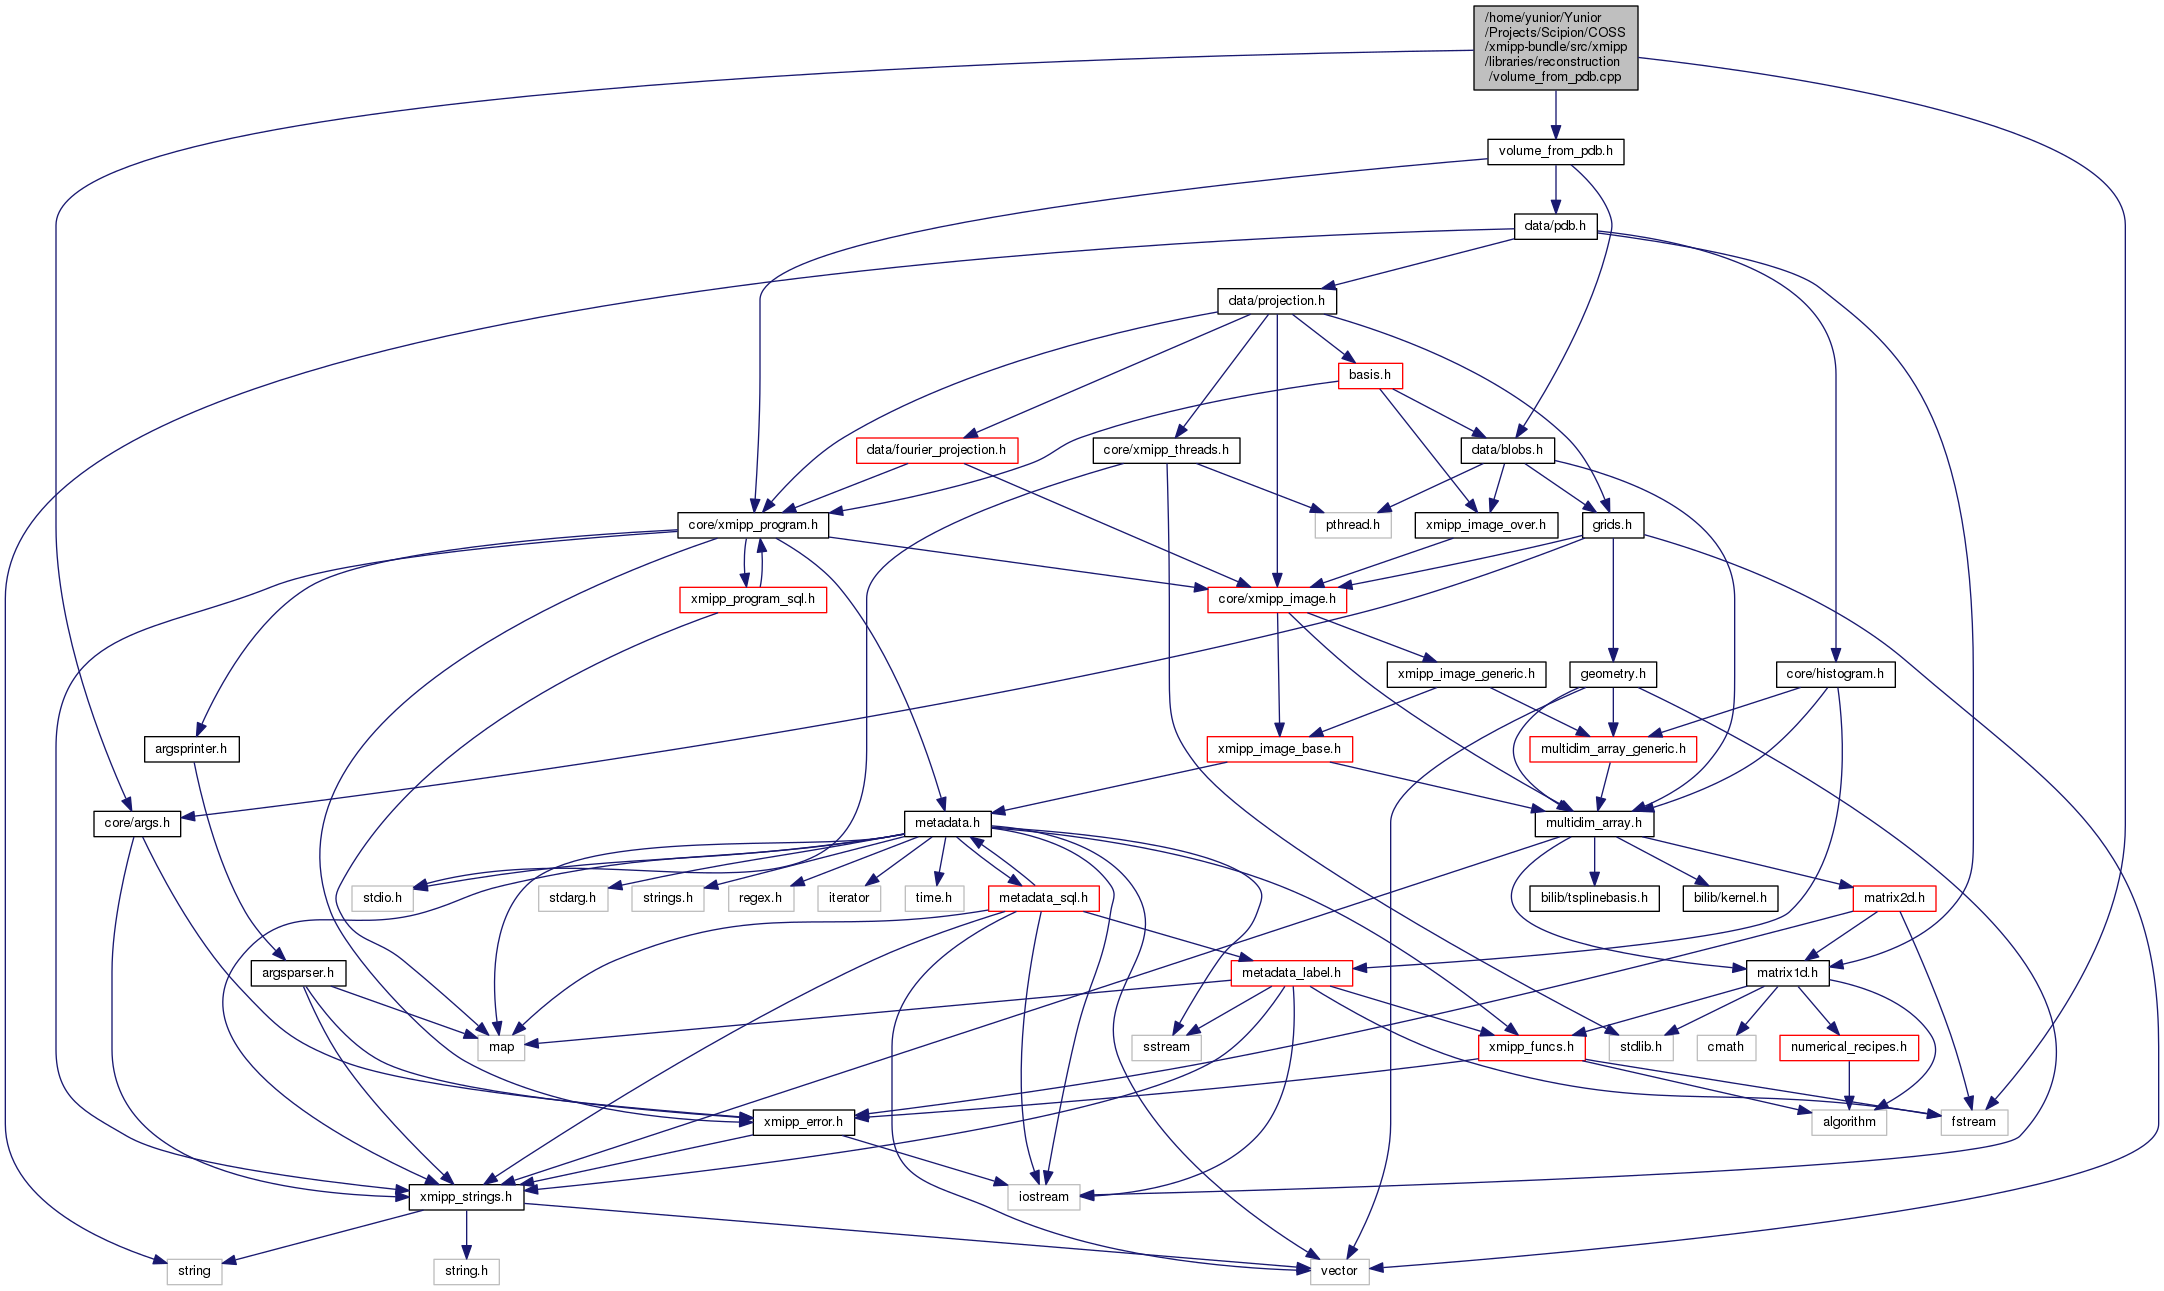 /home/yunior/Yunior
/Projects/Scipion/COSS
/xmipp-bundle/src/xmipp
/libraries/reconstruction
/volume_from_pdb.cpp
volume_from_pdb.h
data/pdb.h
data/projection.h
basis.h
data/fourier_projection.h
core/xmipp_threads.h
data/blobs.h
core/xmipp_program.h
pthread.h
xmipp_image_over.h
grids.h
xmipp_program_sql.h
core/xmipp_image.h
xmipp_image_generic.h
geometry.h
core/histogram.h
argsprinter.h
xmipp_image_base.h
multidim_array_generic.h
core/args.h
metadata.h
multidim_array.h
stdio.h
stdarg.h
strings.h
regex.h
iterator
time.h
metadata_sql.h
bilib/tsplinebasis.h
bilib/kernel.h
matrix2d.h
argsparser.h
metadata_label.h
matrix1d.h
map
sstream
xmipp_funcs.h
stdlib.h
cmath
numerical_recipes.h
xmipp_error.h
algorithm
fstream
xmipp_strings.h
iostream
string
string.h
vector